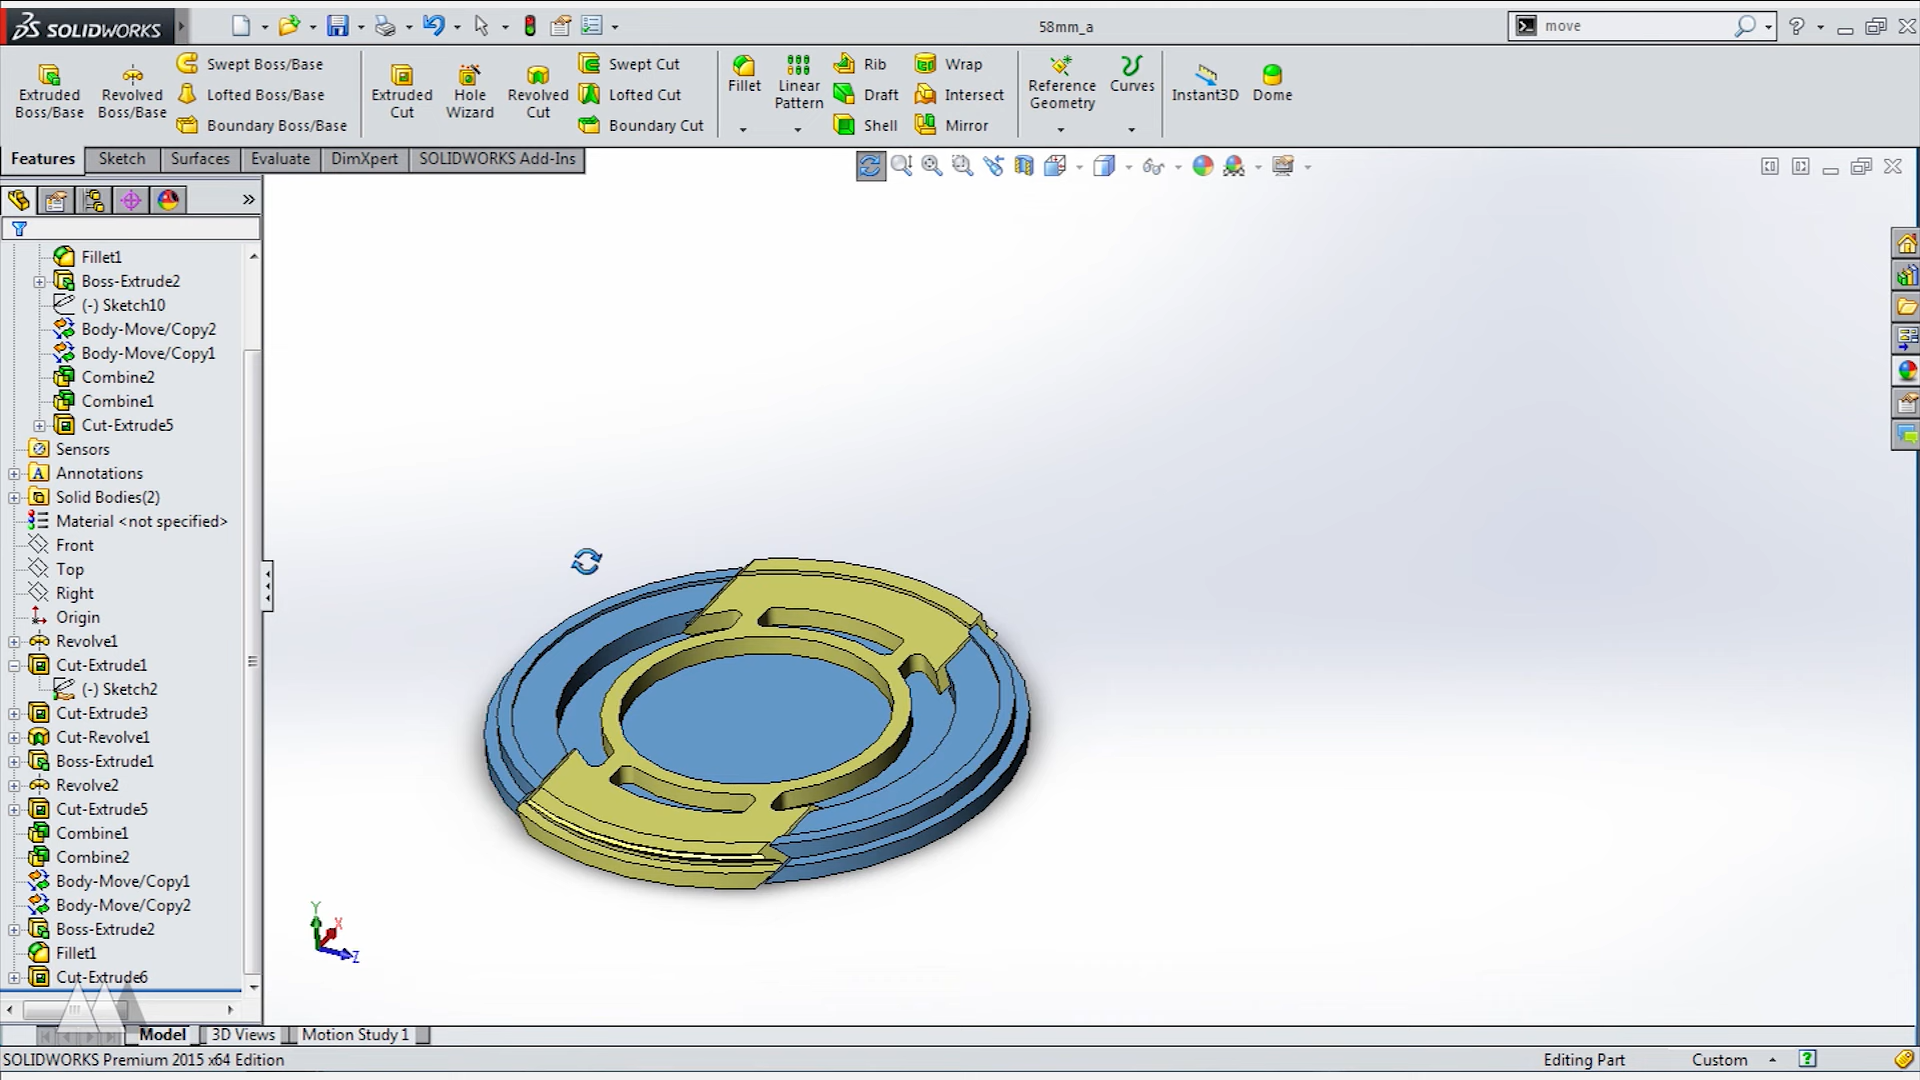 SOLIDWORKS
58mm_a
move
Extruded Boss/Base
Revolved Boss/Base
Swept Boss/Base
Lofted Boss/Base
Boundary Boss/Base
Extruded Cut
Hole Wizard
Revolved Cut
Swept Cut
Lofted Cut
Boundary Cut
Fillet
Linear Pattern
Rib
Draft
Shell
Wrap
Intersect
Mirror
Reference Geometry
Curves
Instant3D
Dome
Features
Sketch
Surfaces
Evaluate
DimXpert
SOLIDWORKS Add-Ins
Fillet1
Boss-Extrude2
(-) Sketch10
Body-Move/Copy2
Body-Move/Copy1
Combine2
Combine1
Cut-Extrude5
Sensors
Annotations
Solid Bodies(2)
Material <not specified>
Front
Top
Right
Origin
Revolve1
Cut-Extrude1
(-) Sketch2
Cut-Extrude3
Cut-Revolve1
Boss-Extrude1
Revolve2
Cut-Extrude5
Combine1
Combine2
Body-Move/Copy1
Body-Move/Copy2
Boss-Extrude2
Fillet1
Cut-Extrude6
Y
X
Z
Model
3D Views
Motion Study 1
SOLIDWORKS Premium 2015 x64 Edition
Editing Part
Custom